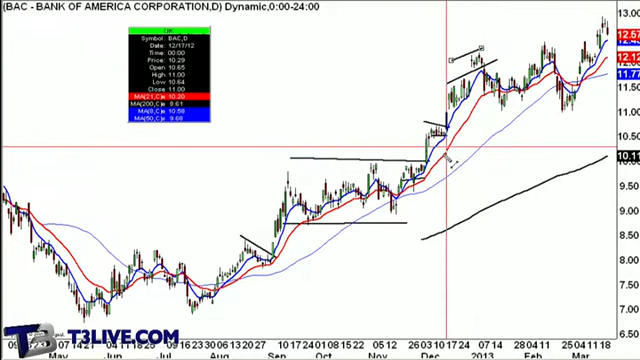 (BAC - BANK OF AMERICA CORPORATION,D) Dynamic,0:00-24:00
Symbol: BAC,D
Date: 12/17/12
Time: 00:00
Price: 10.29
Open: 10.65
High: 11.00
Low: 10.64
Close: 11.00
MA(21,C)= 10.20
MA(200,C)= 8.61
MA(8,C)= 10.58
MA(50,C)= 9.68
13.00
12.57
12.12
11.77
11.50
11.00
10.50
10.11
10.00
9.50
9.00
8.50
8.00
7.50
7.00
6.50
May Jun Jul Aug Sep Oct Nov Dec 2013 Feb Mar
T3LIVE.COM